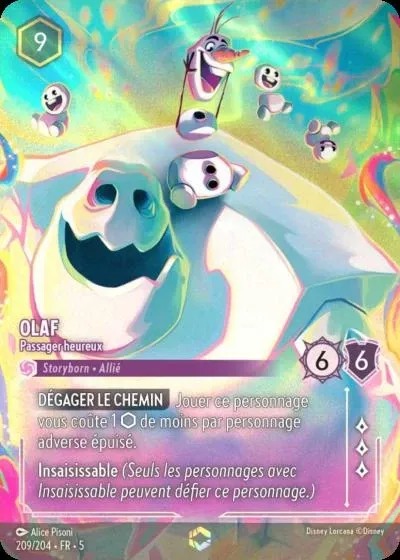 9
OLAF
Passager heureux
Storyborn • Allié
6 6
DÉGAGER LE CHEMIN Jouer ce personnage
vous coûte 1 ⬡ de moins par personnage
adverse épuisé.
Insaisissable (Seuls les personnages avec
Insaisissable peuvent défier ce personnage.)
Alice Pisoni
Disney Lorcana ©Disney
209/204 • FR • 5